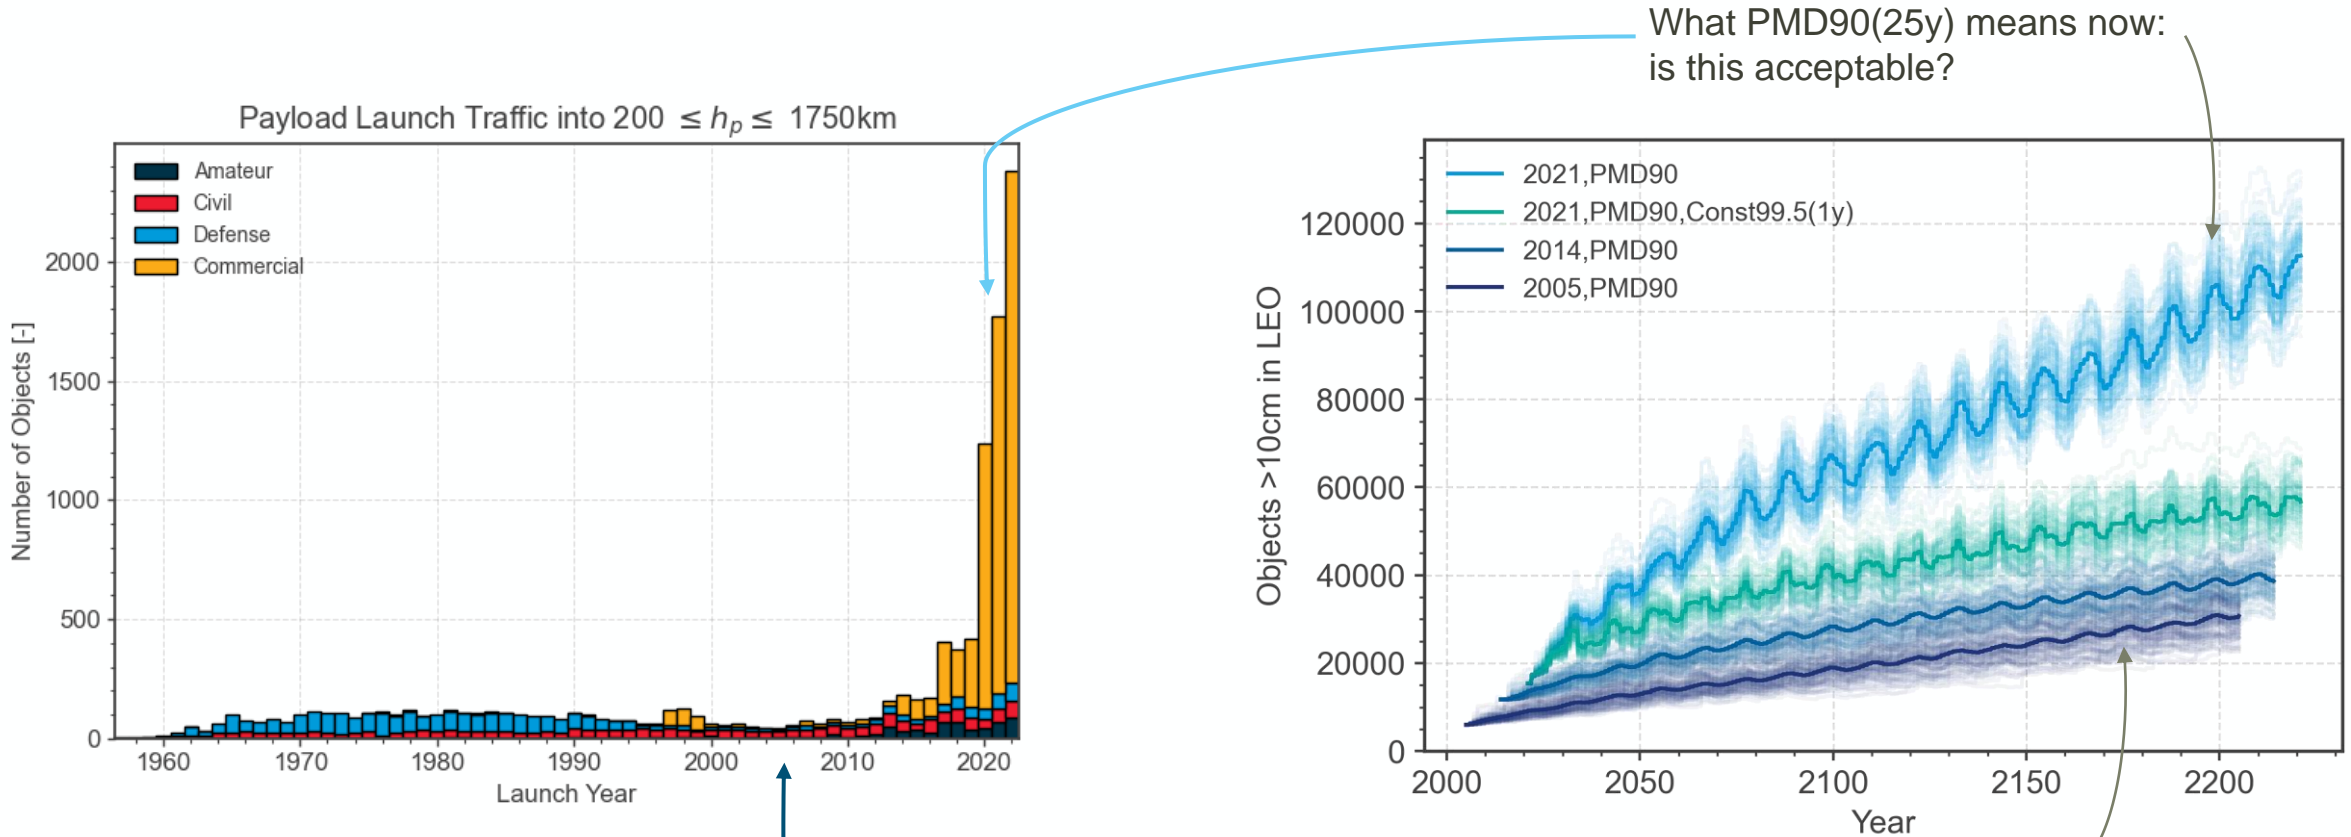 What PMD90(25y) means now:
is this acceptable?
Payload Launch Traffic into 200 ≤ hₚ ≤ 1750km
Amateur
Civil
Defense
Commercial
Number of Objects [-]
2000
1500
1000
500
0
1960 1970 1980 1990 2000 2010 2020
Launch Year
2021,PMD90
2021,PMD90,Const99.5(1y)
2014,PMD90
2005,PMD90
Objects >10cm in LEO
120000
100000
80000
60000
40000
20000
0
2000 2050 2100 2150 2200
Year